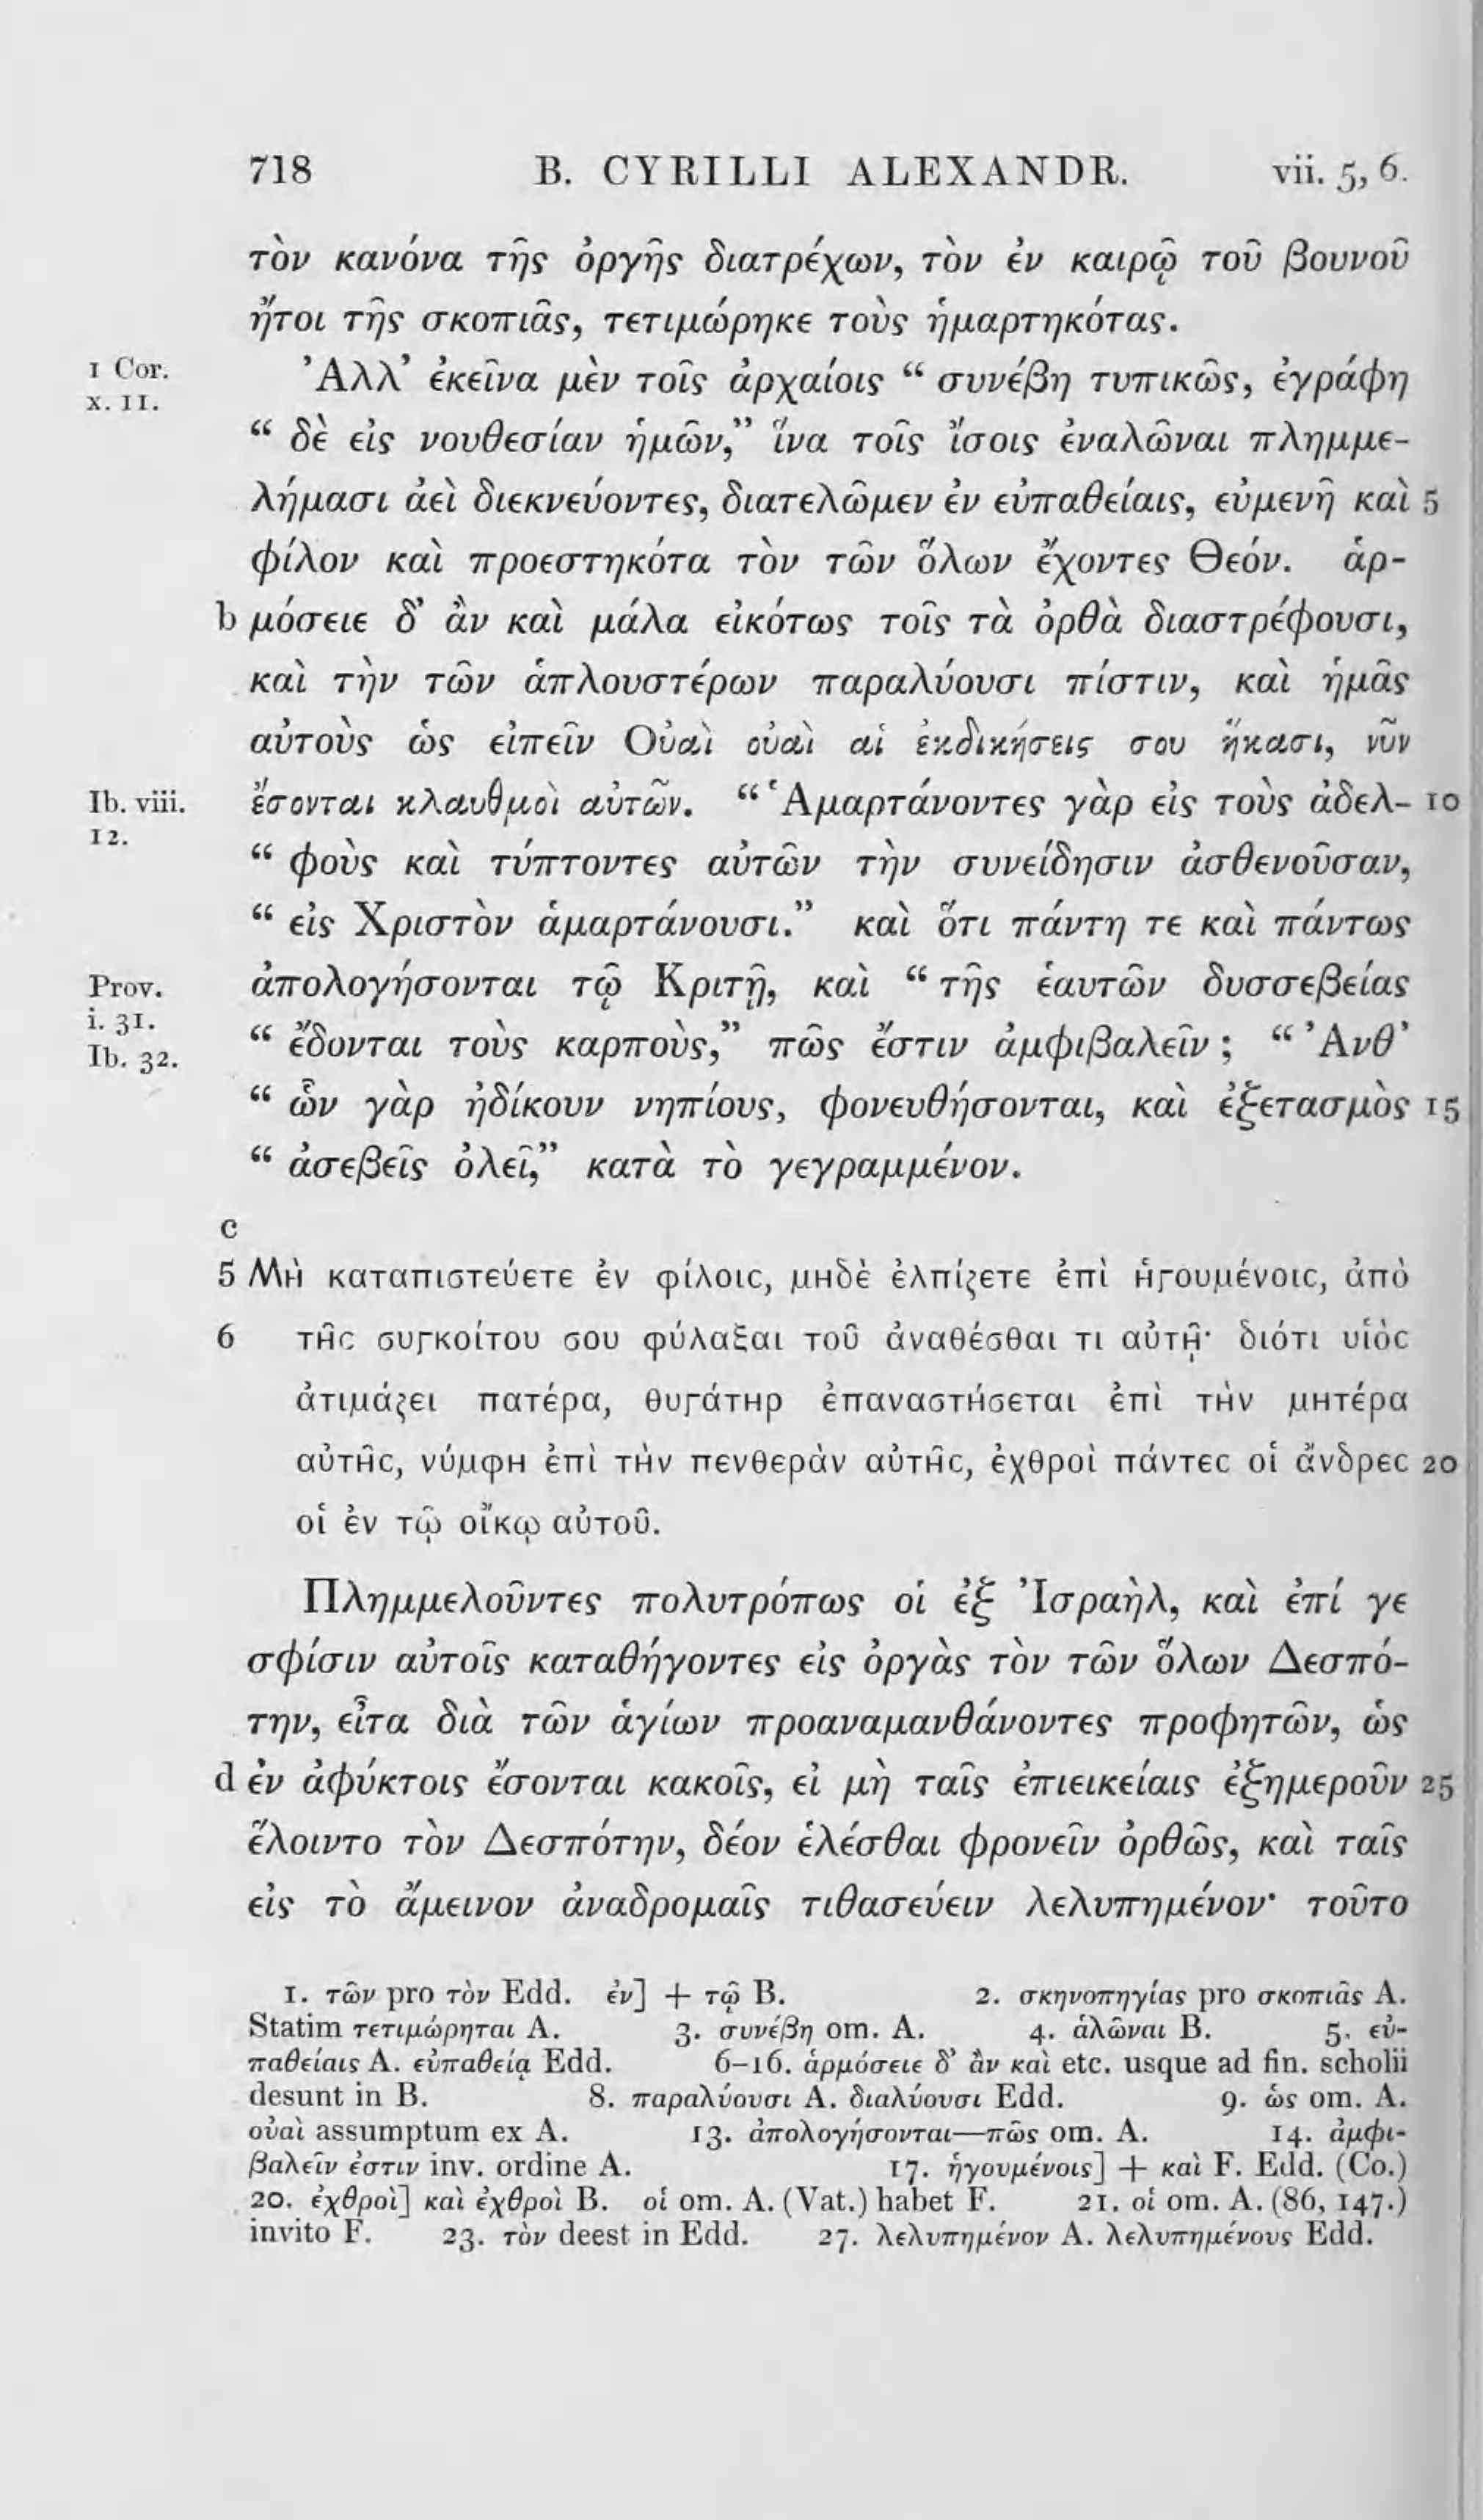 718 B. CYRILLI ALEXANDR. vii. 5, 6.
τὸν κανόνα τῆς ὀργῆς διατρέχων, τὸν ἐν καιρῷ τοῦ βουνοῦ
ἤτοι τῆς σκοπιᾶς, τετιμώρηκε τοὺς ἡμαρτηκότας.
1 Cor. x. 11.
Ἀλλ’ ἐκεῖνα μὲν τοῖς ἀρχαίοις “ συνέβη τυπικῶς, ἐγράφη
“ δὲ εἰς νουθεσίαν ἡμῶν,” ἵνα τοῖς ἴσοις ἐναλῶναι πλημμε-
λήμασι ἀεὶ διεκνεύοντες, διατελῶμεν ἐν εὐπαθείαις, εὐμενῆ καὶ 5
φίλον καὶ προεστηκότα τὸν τῶν ὅλων ἔχοντες Θεόν. ἁρ-
b μόσειε δ’ ἂν καὶ μάλα εἰκότως τοῖς τὰ ὀρθὰ διαστρέφουσι,
καὶ τὴν τῶν ἁπλουστέρων παραλύουσι πίστιν, καὶ ἡμᾶς
αὐτοὺς ὡς εἰπεῖν Οὐαὶ οὐαὶ αἱ ἐκδικήσεις σου ἥκασι, νῦν
Ib. viii. 12.
ἔσονται κλαυθμοὶ αὐτῶν. “ Ἁμαρτάνοντες γὰρ εἰς τοὺς ἀδελ- 10
“ φοὺς καὶ τύπτοντες αὐτῶν τὴν συνείδησιν ἀσθενοῦσαν,
“ εἰς Χριστὸν ἁμαρτάνουσι.” καὶ ὅτι πάντη τε καὶ πάντως
Prov. i. 31.
ἀπολογήσονται τῷ Κριτῇ, καὶ “ τῆς ἑαυτῶν δυσσεβείας
Ib. 32.
“ ἔδονται τοὺς καρποὺς,” πῶς ἔστιν ἀμφιβαλεῖν ; “ Ἀνθ’
“ ὧν γὰρ ἠδίκουν νηπίους, φονευθήσονται, καὶ ἐξετασμὸς 15
“ ἀσεβεῖς ὀλεῖ,” κατὰ τὸ γεγραμμένον.
c
5 Μὴ καταπιστεύετε ἐν φίλοις, μηδὲ ἐλπίζετε ἐπὶ ἡγουμένοις, ἀπὸ
6 τῆς συγκοίτου σου φύλαξαι τοῦ ἀναθέσθαι τι αὐτῇ· διότι υἱὸς
ἀτιμάζει πατέρα, θυγάτηρ ἐπαναστήσεται ἐπὶ τὴν μητέρα
αὐτῆς, νύμφη ἐπὶ τὴν πενθερὰν αὐτῆς, ἐχθροὶ πάντες οἱ ἄνδρες 20
οἱ ἐν τῷ οἴκῳ αὐτοῦ.
Πλημμελοῦντες πολυτρόπως οἱ ἐξ Ἰσραὴλ, καὶ ἐπί γε
σφίσιν αὐτοῖς καταθήγοντες εἰς ὀργὰς τὸν τῶν ὅλων Δεσπό-
την, εἶτα διὰ τῶν ἁγίων προαναμανθάνοντες προφητῶν, ὡς
d ἐν ἀφύκτοις ἔσονται κακοῖς, εἰ μὴ ταῖς ἐπιεικείαις ἐξημεροῦν 25
ἕλοιντο τὸν Δεσπότην, δέον ἑλέσθαι φρονεῖν ὀρθῶς, καὶ ταῖς
εἰς τὸ ἄμεινον ἀναδρομαῖς τιθασεύειν λελυπημένον· τοῦτο
1. τῶν pro τὸν Edd. ἐν] + τῷ B. 2. σκηνοπηγίας pro σκοπιᾶς A.
Statim τετιμώρηται A. 3. συνέβη om. A. 4. ἁλῶναι B. 5. εὐ-
παθείαις A. εὐπαθείᾳ Edd. 6–16. ἁρμόσειε δ’ ἂν καὶ etc. usque ad fin. scholii
desunt in B. 8. παραλύουσι A. διαλύουσι Edd. 9. ὡς om. A.
οὐαὶ assumptum ex A. 13. ἀπολογήσονται—πῶς om. A. 14. ἀμφι-
βαλεῖν ἐστιν inv. ordine A. 17. ἡγουμένοις] + καὶ F. Edd. (Co.)
20. ἐχθροὶ] καὶ ἐχθροὶ B. οἱ om. A. (Vat.) habet F. 21. οἱ om. A. (86, 147.)
invito F. 23. τὸν deest in Edd. 27. λελυπημένον A. λελυπημένους Edd.